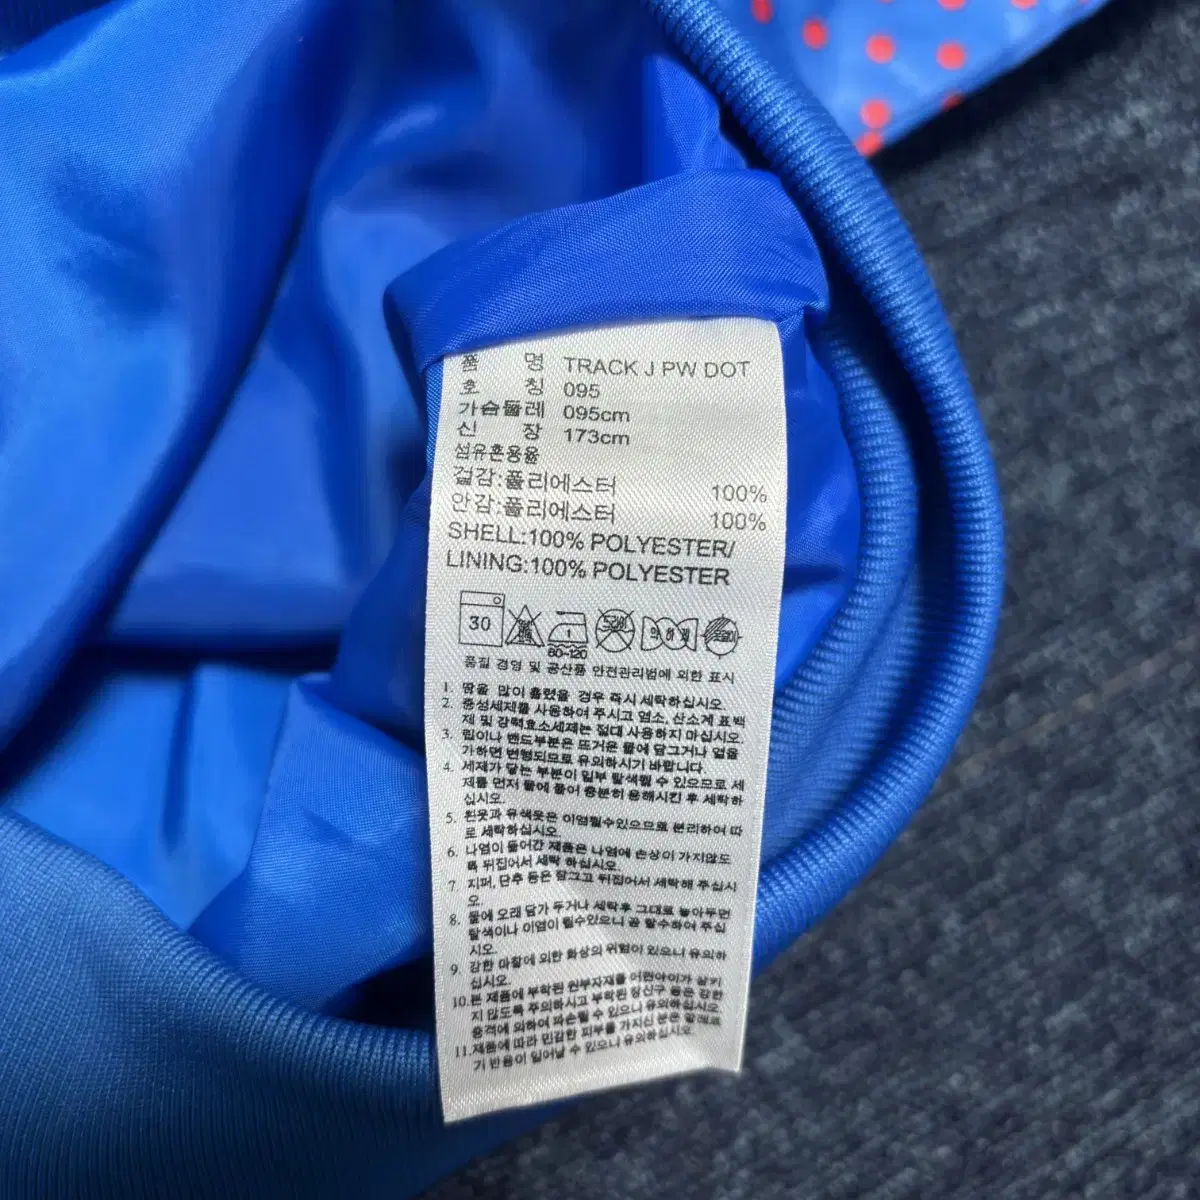 품 명 TRACK J PW DOT
호 칭 095
가슴둘레 095cm
신 장 173cm
섬유혼용율
겉감:폴리에스터 100%
안감:폴리에스터 100%
SHELL:100% POLYESTER/
LINING:100% POLYESTER
30
60-120
품질 경영 및 공산품 안전관리법에 의한 표시
1. 땀을 많이 흘렸을 경우 즉시 세탁하십시오.
2. 중성세제를 사용하여 주시고 염소, 산소계 표백
제 및 강력효소세제는 절대 사용하지 마십시오.
3. 립이나 밴드부분은 뜨거운 물에 담그거나 열을
가하면 변형되므로 유의하시기 바랍니다.
4. 세제가 닿는 부분이 일부 탈색될 수 있으므로 세
제를 먼저 물에 풀어 충분히 용해시킨 후 세탁하
십시오.
5. 흰옷과 유색옷은 이염될수있으므로 분리하여 따
로 세탁하십시오.
6. 나염이 들어간 제품은 나염에 손상이 가지않도
록 뒤집어서 세탁 하십시오.
7. 지퍼, 단추 등은 잠그고 뒤집어서 세탁해 주십시
오.
8. 물에 오래 담가 두거나 세탁후 그대로 놓아두면
탈색이나 이염이 될수있으니 꼭 탈수하여 주십
시오.
9. 강한 마찰에 의한 화상의 위험이 있으니 유의하
십시오.
10.본 제품에 부착된 원부자재를 어린아이가 삼키
지 않도록 주의하시고 부착된 장신구 등은 강한
충격에 의하여 파손될 수 있으니 유의하십시오
11.제품에 따라 민감한 피부를 가지신 분은 알레르
기 반응이 일어날 수 있으니 유의하십시오